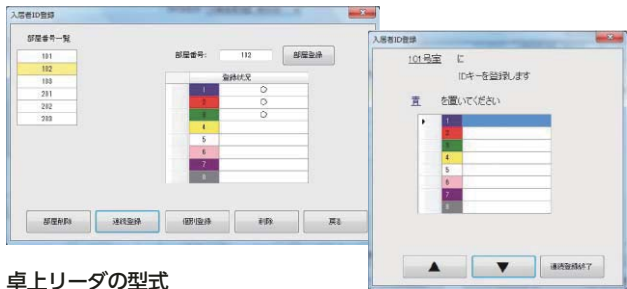 入居者ID登録
部屋番号一覧
101
102
103
201
202
203
部屋番号:
112
部屋登録
登録状況
1 ○
2 ○
3 ○
4
5
6
7
8
部屋削除
連続登録
個別登録
削除
戻る
入居者ID登録
101号室 に
IDキーを登録します
青 を置いてください
1
2
3
4
5
6
7
8
▲
▼
連続登録終了
卓上リーダの型式